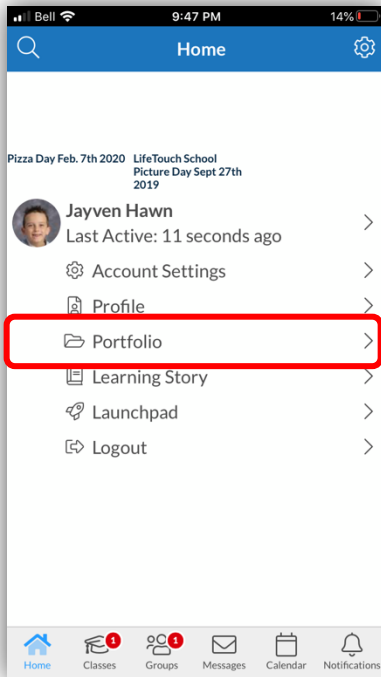 Bell 9:47 PM 14%
Home
Pizza Day Feb. 7th 2020 LifeTouch School
Picture Day Sept 27th
2019
Jayven Hawn
Last Active: 11 seconds ago
Account Settings
Profile
Portfolio
Learning Story
Launchpad
Logout
1 1
Home Classes Groups Messages Calendar Notifications